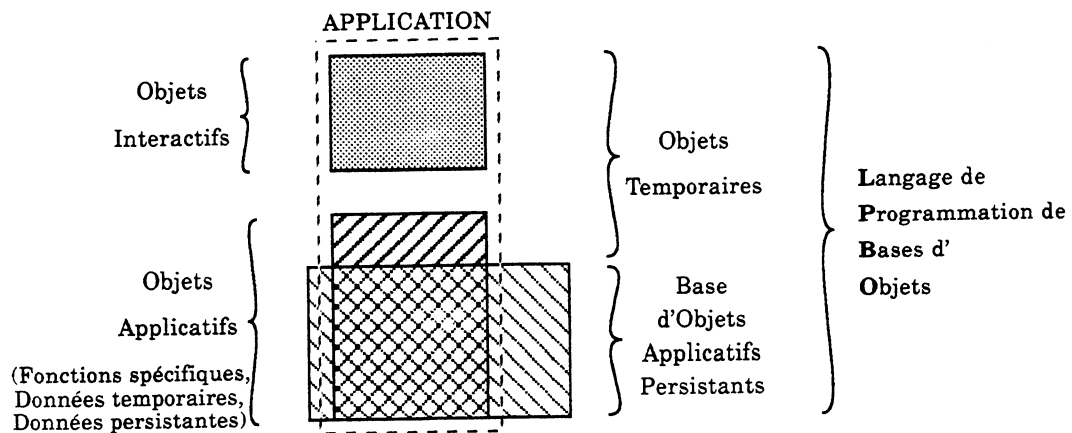 APPLICATION
Objets
Interactifs
Objets
Applicatifs
(Fonctions spécifiques,
Données temporaires,
Données persistantes)
Objets
Temporaires
Base
d'Objets
Applicatifs
Persistants
Langage de
Programmation de
Bases d'
Objets